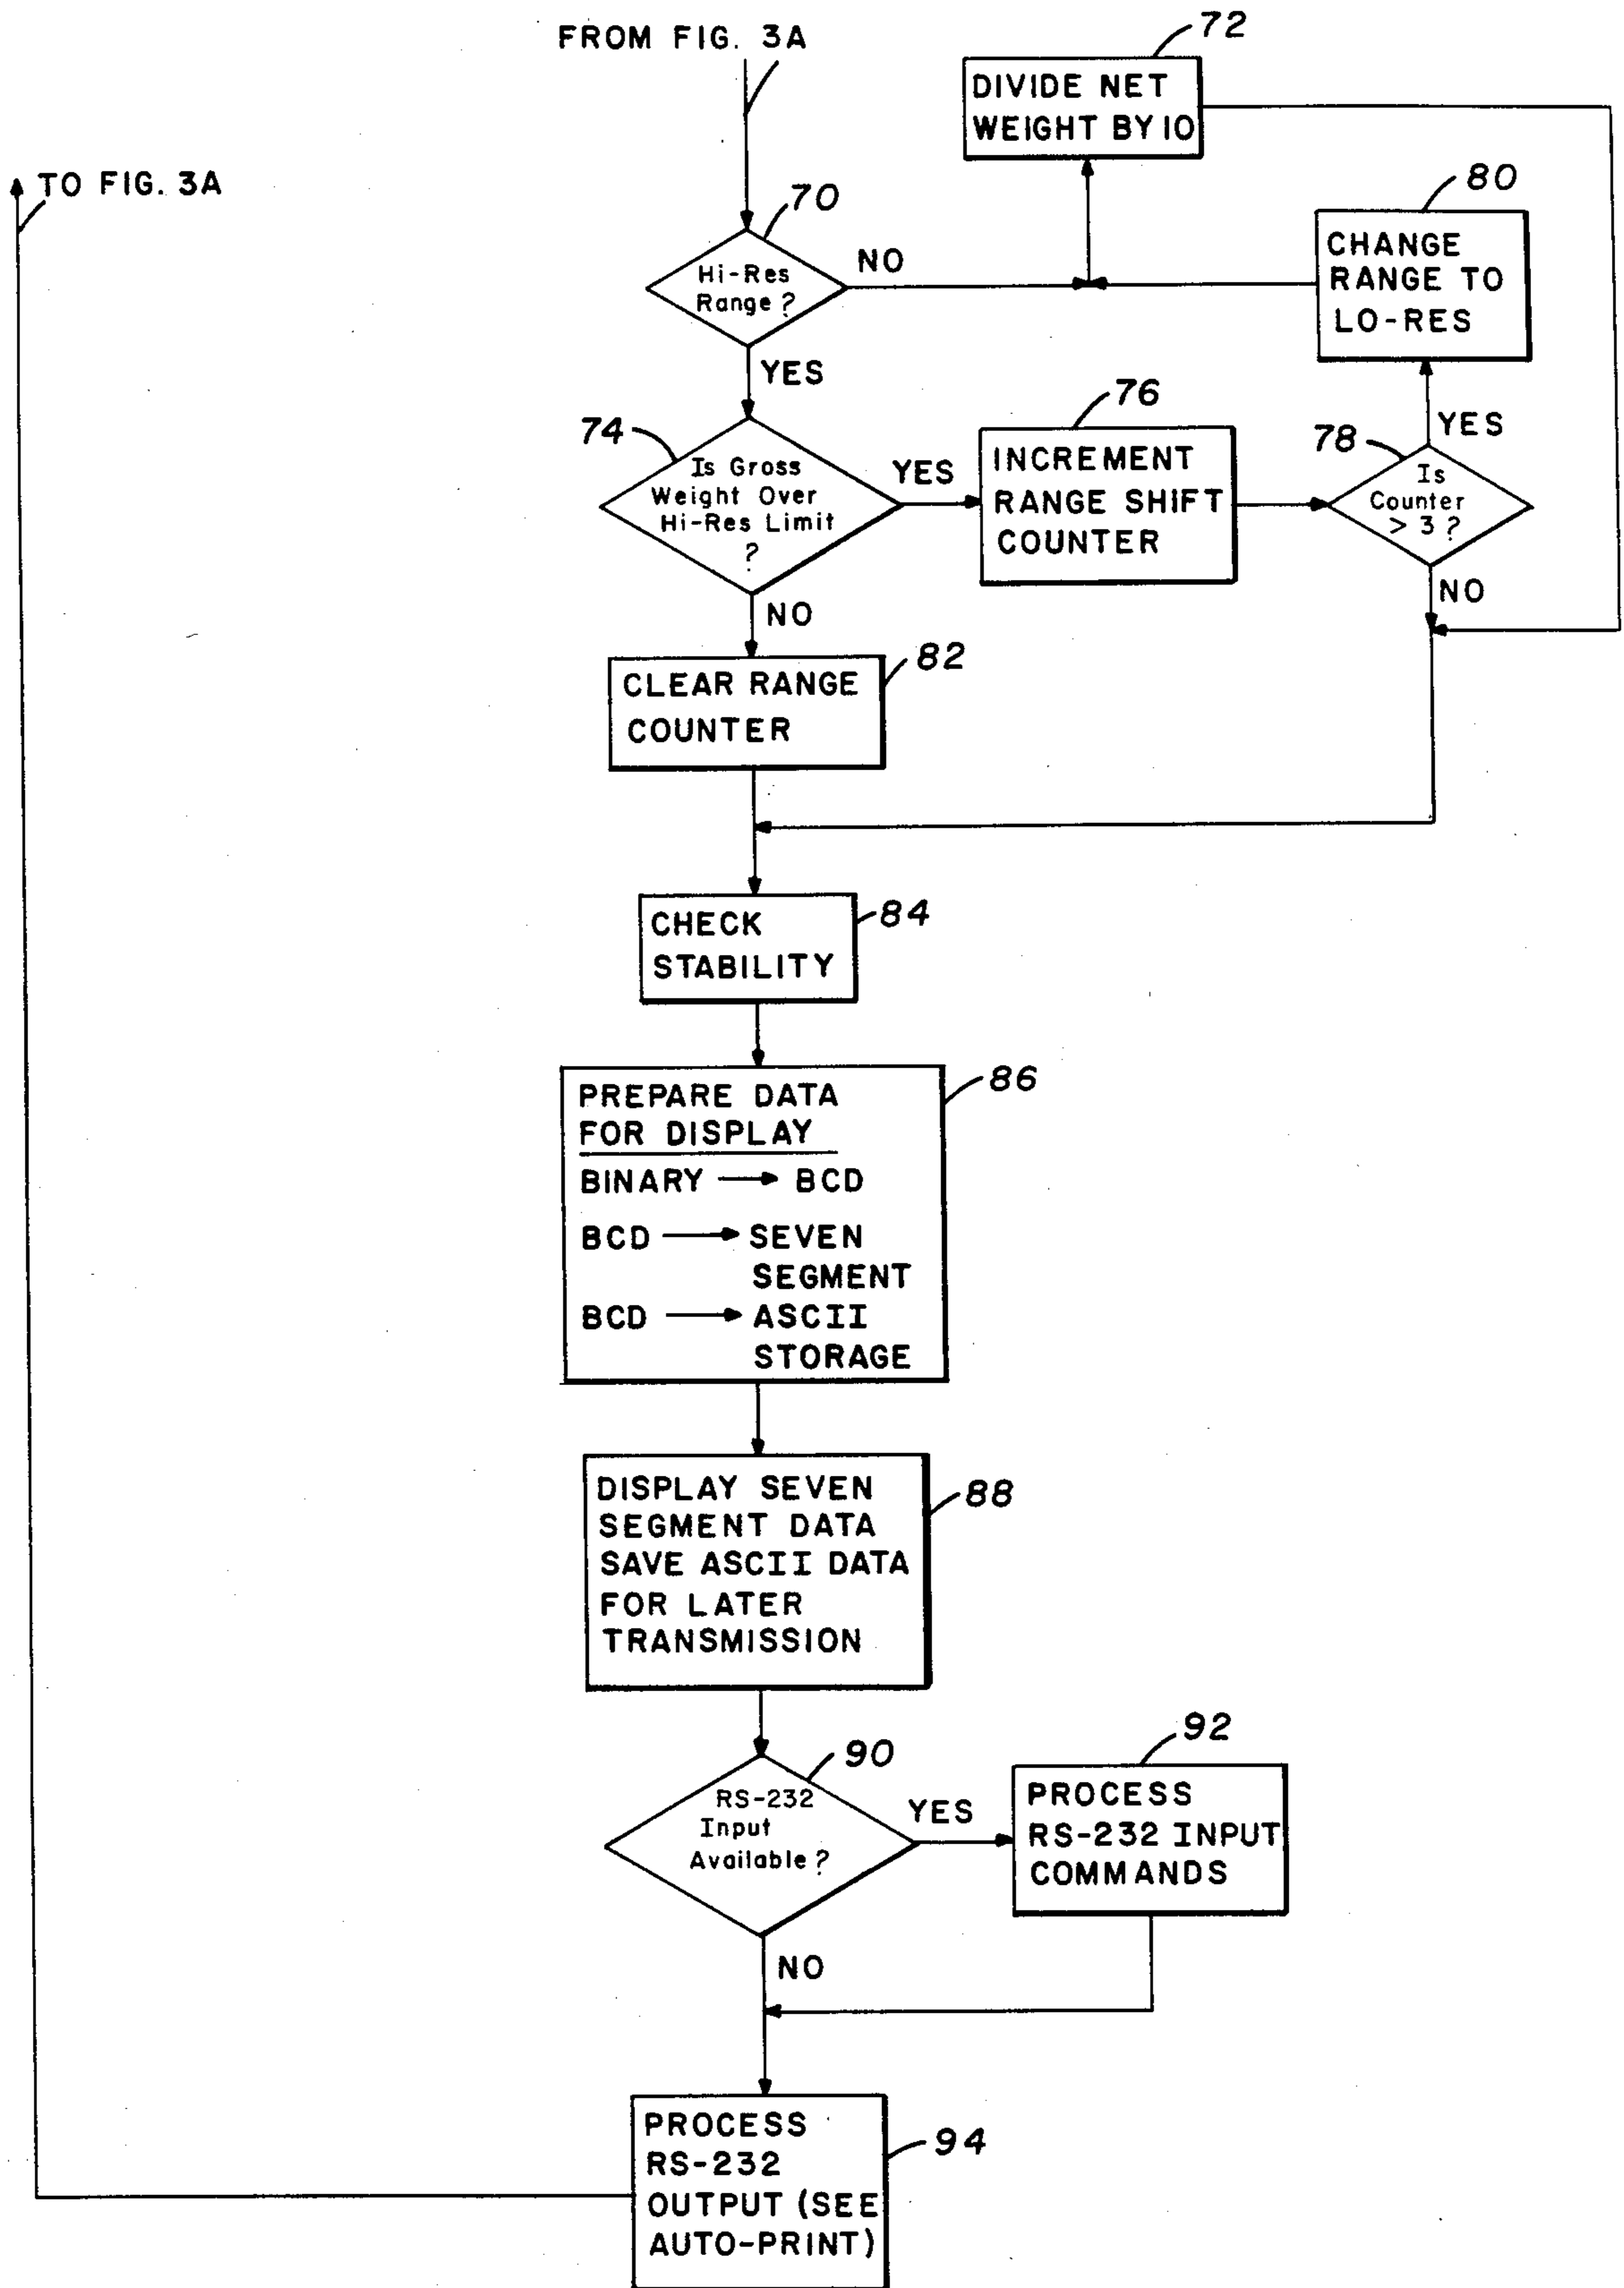 FROM FIG. 3A
72
DIVIDE NET
WEIGHT BY 10
TO FIG. 3A
70
Hi-Res
Range?
NO
80
CHANGE
RANGE TO
LO-RES
YES
74
Is Gross
Weight Over
Hi-Res Limit
?
YES
76
INCREMENT
RANGE SHIFT
COUNTER
78
YES
Is
Counter
> 3?
NO
NO
82
CLEAR RANGE
COUNTER
84
CHECK
STABILITY
86
PREPARE DATA
FOR DISPLAY
BINARY → BCD
BCD → SEVEN
SEGMENT
BCD → ASCII
STORAGE
88
DISPLAY SEVEN
SEGMENT DATA
SAVE ASCII DATA
FOR LATER
TRANSMISSION
90
RS-232
Input
Available?
YES
92
PROCESS
RS-232 INPUT
COMMANDS
NO
94
PROCESS
RS-232
OUTPUT (SEE
AUTO-PRINT)